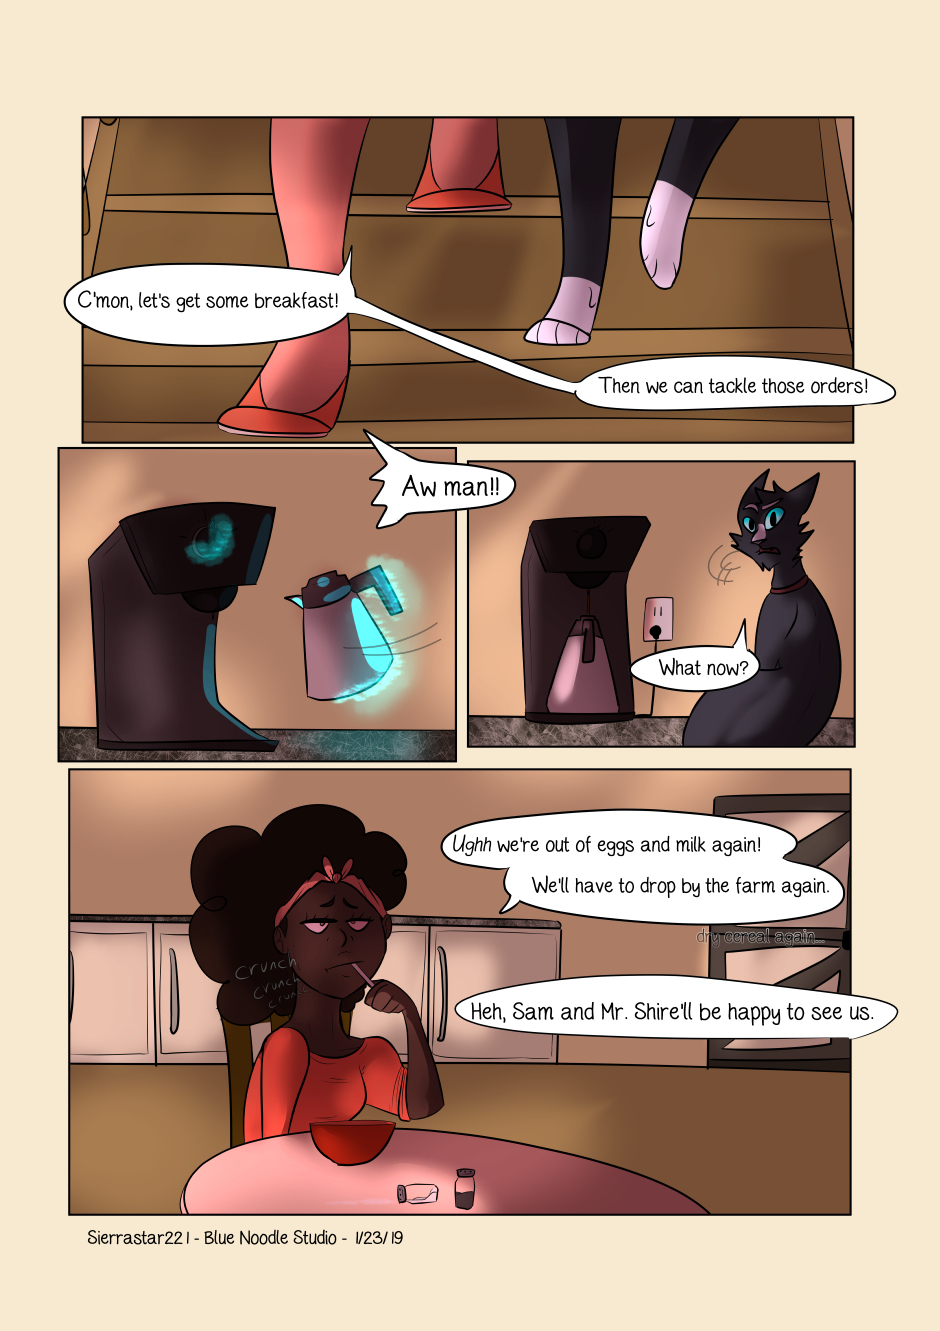 C'mon, let's get some breakfast!
Then we can tackle those orders!
Aw man!!
What now?
Ughh we're out of eggs and milk again!
We'll have to drop by the farm again.
dry cereal again...
Crunch
crunch
crunch
Heh, Sam and Mr. Shire'll be happy to see us.
Sierrastar221 - Blue Noodle Studio - 1/23/19